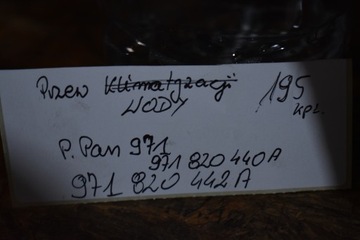 Przew Klimatyzacji 195
WODY kpl.
P. Pan 971
971 820 440 A
971 820 442 A